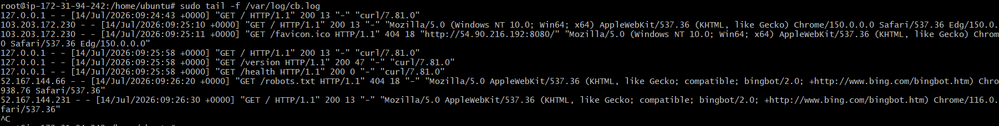 root@ip-172-31-94-242:/home/ubuntu# sudo tail -f /var/log/cb.log
127.0.0.1 - - [14/Jul/2026:09:24:43 +0000] "GET / HTTP/1.1" 200 13 "-" "curl/7.81.0"
103.203.172.230 - - [14/Jul/2026:09:25:10 +0000] "GET / HTTP/1.1" 200 13 "-" "Mozilla/5.0 (Windows NT 10.0; Win64; x64) AppleWebKit/537.36 (KHTML, like Gecko) Chrome/150.0.0.0 Safari/537.36 Edg/150.0.
103.203.172.230 - - [14/Jul/2026:09:25:11 +0000] "GET /favicon.ico HTTP/1.1" 404 18 "http://54.90.216.192:8080/" "Mozilla/5.0 (Windows NT 10.0; Win64; x64) AppleWebKit/537.36 (KHTML, like Gecko) Chrom
0 Safari/537.36 Edg/150.0.0.0"
127.0.0.1 - - [14/Jul/2026:09:25:58 +0000] "GET / HTTP/1.1" 200 13 "-" "curl/7.81.0"
127.0.0.1 - - [14/Jul/2026:09:25:58 +0000] "GET /version HTTP/1.1" 200 47 "-" "curl/7.81.0"
127.0.0.1 - - [14/Jul/2026:09:25:58 +0000] "GET /health HTTP/1.1" 200 0 "-" "curl/7.81.0"
52.167.144.66 - - [14/Jul/2026:09:26:20 +0000] "GET /robots.txt HTTP/1.1" 404 18 "-" "Mozilla/5.0 AppleWebKit/537.36 (KHTML, like Gecko; compatible; bingbot/2.0; +http://www.bing.com/bingbot.htm) Chro
938.76 Safari/537.36"
52.167.144.231 - - [14/Jul/2026:09:26:30 +0000] "GET / HTTP/1.1" 200 13 "-" "Mozilla/5.0 AppleWebKit/537.36 (KHTML, like Gecko; compatible; bingbot/2.0; +http://www.bing.com/bingbot.htm) Chrome/116.0.
fari/537.36"
^C